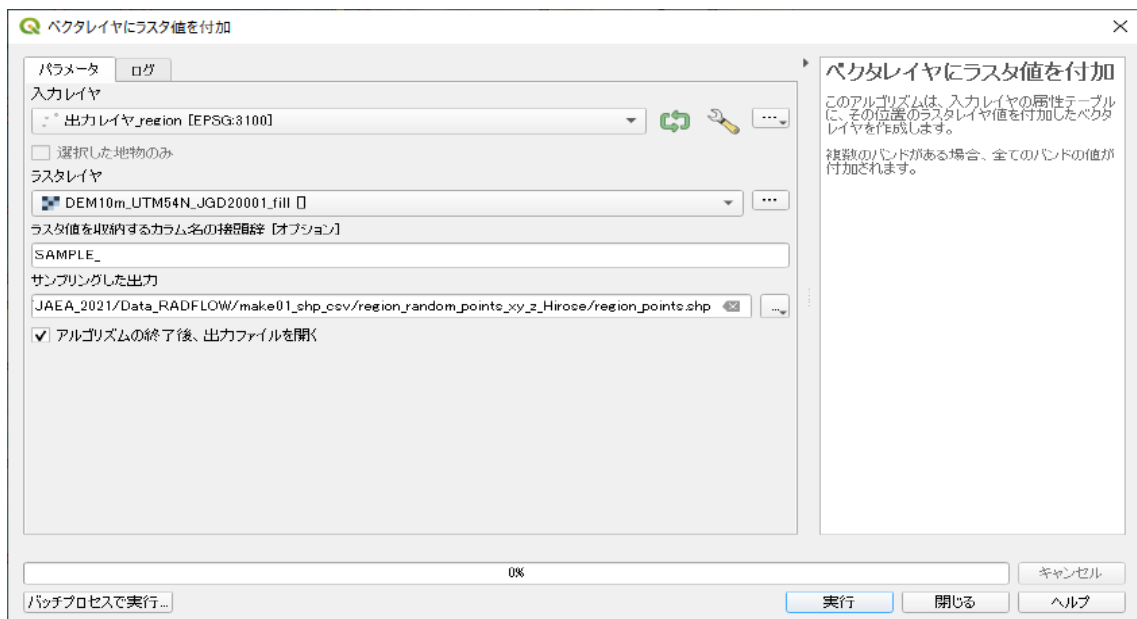 ベクタレイヤにラスタ値を付加
パラメータ ログ
入力レイヤ
出力レイヤ_region [EPSG:3100]
選択した地物のみ
ラスタレイヤ
DEM10m_UTM54N_JGD20001_fill []
ラスタ値を収納するカラム名の接頭辞 [オプション]
SAMPLE_
サンプリングした出力
JAEA_2021/Data_RADFLOW/make01_shp_csv/region_random_points_xy_z_Hirose/region_points.shp
アルゴリズムの終了後、出力ファイルを開く
ベクタレイヤにラスタ値を付加
このアルゴリズムは、入力レイヤの属性テーブル
に、その位置のラスタレイヤ値を付加したベクタ
レイヤを作成します。
複数のバンドがある場合、全てのバンドの値が
付加されます。
0%
キャンセル
バッチプロセスで実行...
実行 閉じる ヘルプ